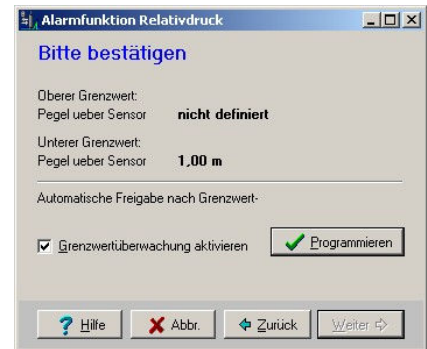 Alarmfunktion Relativdruck
Bitte bestätigen
Oberer Grenzwert:
Pegel ueber Sensor nicht definiert
Unterer Grenzwert:
Pegel ueber Sensor 1,00 m
Automatische Freigabe nach Grenzwert-
Grenzwertüberwachung aktivieren Programmieren
? Hilfe Abbr. Zurück Weiter